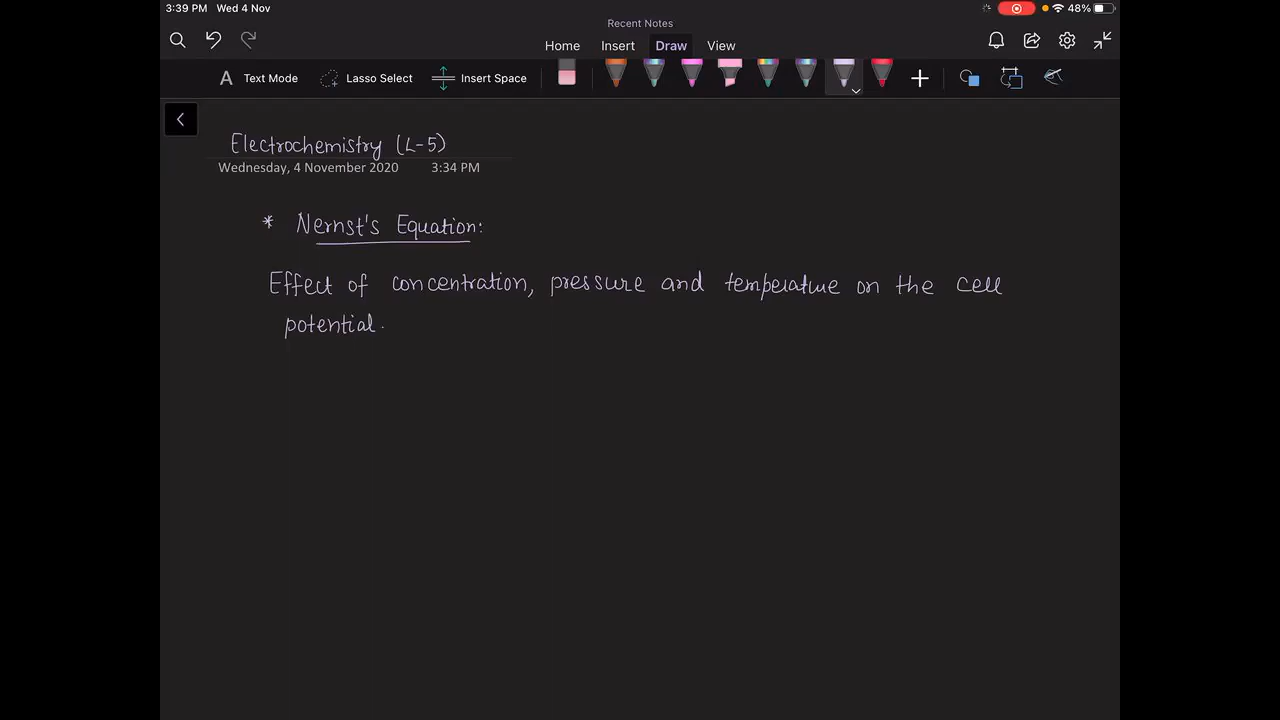 3:39 PM Wed 4 Nov
48%
Recent Notes
Home Insert Draw View
Text Mode Lasso Select Insert Space
Electrochemistry (L-5)
Wednesday, 4 November 2020 3:34 PM
* Nernst's Equation:
Effect of concentration, pressure and temperature on the cell
potential.